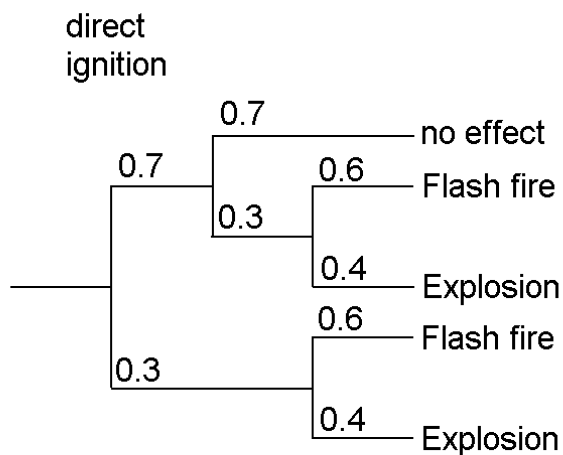 direct
ignition
0.7
no effect
0.7
0.6
Flash fire
0.3
0.4
Explosion
0.6
Flash fire
0.3
0.4
Explosion